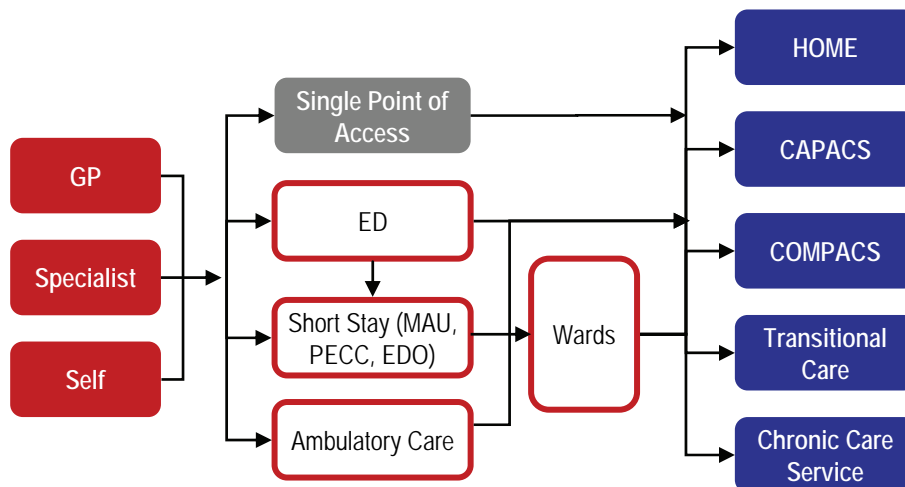 GP
Specialist
Self
Single Point of
Access
ED
Short Stay (MAU,
PECC, EDO)
Ambulatory Care
Wards
HOME
CAPACS
COMPACS
Transitional
Care
Chronic Care
Service